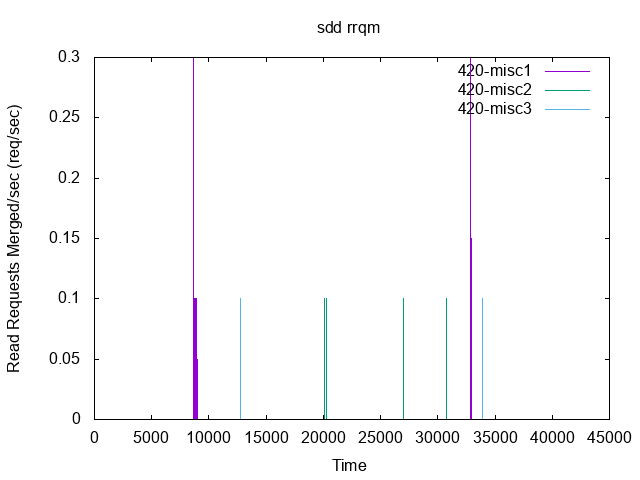 sdd rrqm
0.3
0.25
0.2
0.15
0.1
0.05
0
Read Requests Merged/sec (req/sec)
420-misc1
420-misc2
420-misc3
0 5000 10000 15000 20000 25000 30000 35000 40000 45000
Time